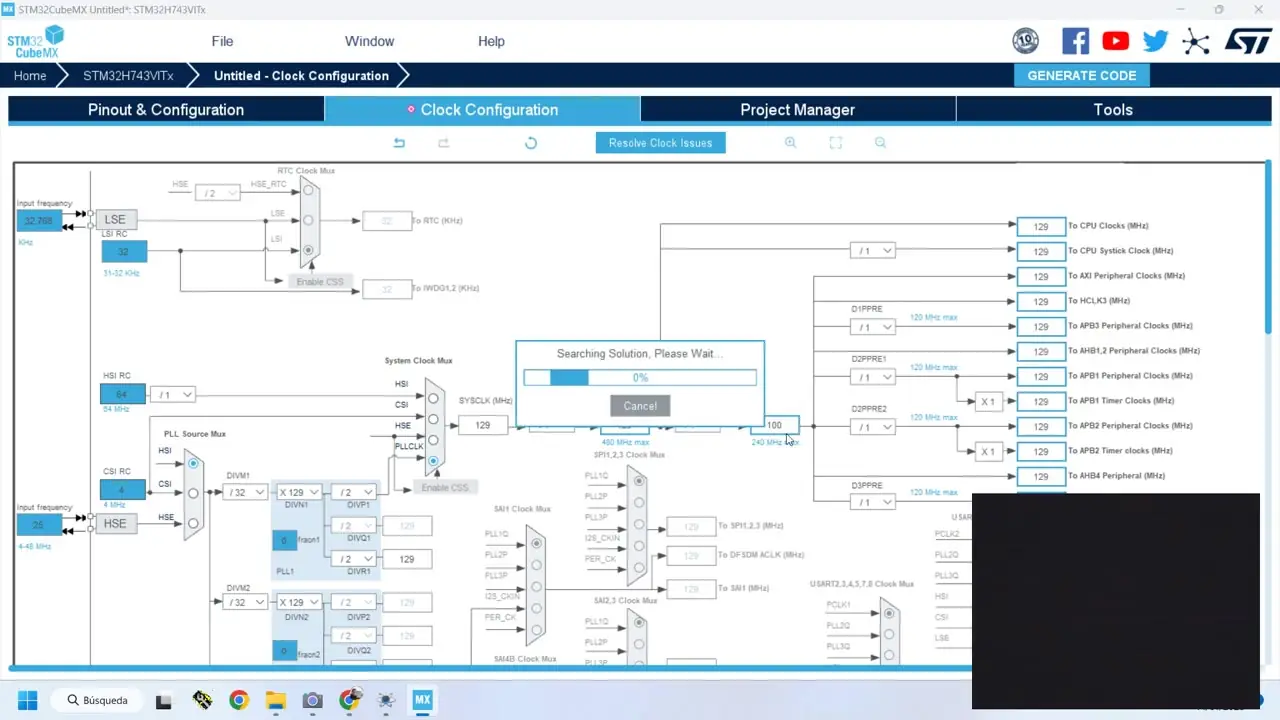 MX STM32CubeMX Untitled*: STM32H743VITx
STM32
CubeMX
File
Window
Help
10
Home
STM32H743VITx
Untitled - Clock Configuration
GENERATE CODE
Pinout & Configuration
Clock Configuration
Project Manager
Tools
Resolve Clock Issues
RTC Clock Mux
HSE
/ 2
HSE_RTC
Input frequency
32.768
KHz
LSE
LSE
32
To RTC (KHz)
LSI RC
32
31-32 KHz
LSI
Enable CSS
32
To IWDG1,2 (KHz)
129
To CPU Clocks (MHz)
/ 1
129
To CPU Systick Clock (MHz)
129
To AXI Peripheral Clocks (MHz)
129
To HCLK3 (MHz)
D1PPRE
/ 1
120 MHz max
129
To APB3 Peripheral Clocks (MHz)
129
To AHB1,2 Peripheral Clocks (MHz)
D2PPRE1
/ 1
120 MHz max
129
To APB1 Peripheral Clocks (MHz)
X 1
129
To APB1 Timer Clocks (MHz)
D2PPRE2
/ 1
120 MHz max
129
To APB2 Peripheral Clocks (MHz)
X 1
129
To APB2 Timer clocks (MHz)
129
To AHB4 Peripheral (MHz)
D3PPRE
/ 1
120 MHz max
Searching Solution, Please Wait...
0%
Cancel
System Clock Mux
HSI
CSI
HSE
PLLCLK
SYSCLK (MHz)
129
480 MHz max
100
240 MHz max
Enable CSS
HSI RC
64
64 MHz
/ 1
PLL Source Mux
HSI
CSI RC
4
4 MHz
CSI
Input frequency
25
4-48 MHz
HSE
HSE
DIVM1
/ 32
X 129
DIVN1
/ 2
DIVP1
/ 2
129
DIVQ1
0
fracn1
/ 2
129
PLL1
DIVR1
DIVM2
/ 32
X 129
DIVN2
/ 2
129
DIVP2
/ 2
129
DIVQ2
0
fracn2
SPI1,2,3 Clock Mux
PLL1Q
PLL2P
PLL3P
I2S_CKIN
PER_CK
129
To SPI1,2,3 (MHz)
SAI1 Clock Mux
PLL1Q
PLL2P
PLL3P
I2S_CKIN
PER_CK
129
To DFSDM ACLK (MHz)
129
To SAI1 (MHz)
SAI2,3 Clock Mux
PLL1Q
PLL2P
PLL3P
SAI4B Clock Mux
USART2,3,4,5,7,8 Clock Mux
PCLK1
PLL2Q
PLL3Q
HSI
CSI
LSE
PCLK2
PLL2Q
PLL3Q
HSI
CSI
LSE
Búsqueda
MX